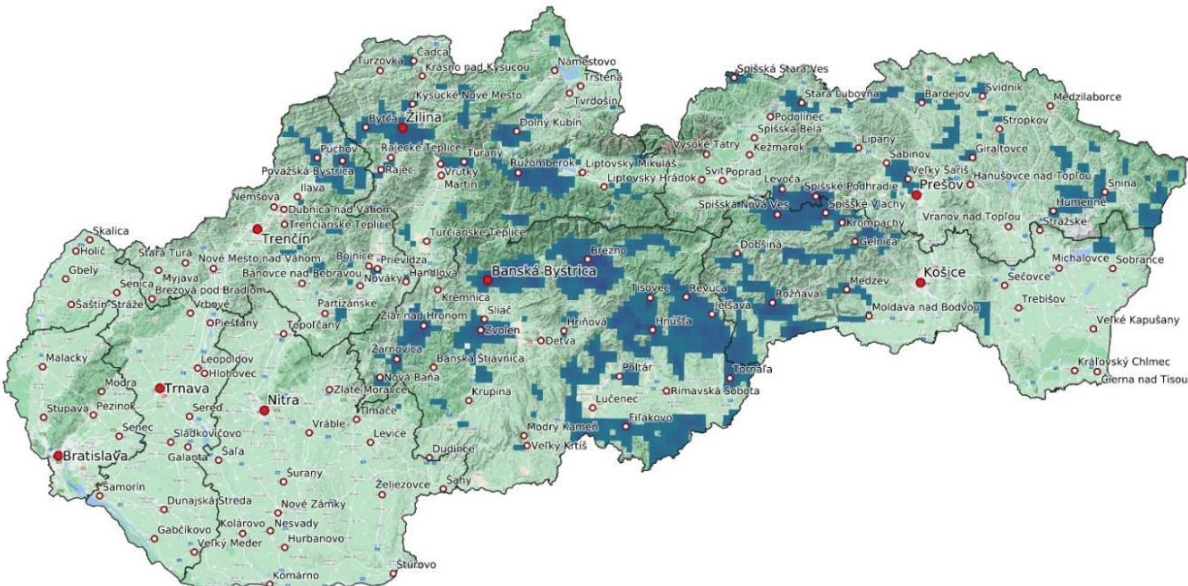 Čadca
Turzovka
Krásno nad Kysucou
Námestovo
Trstená
Tvrdošín
Kysucké Nové Mesto
Bytča
Žilina
Dolný Kubín
Rajecké Teplice
Turany
Rajec
Vrútky
Martin
Ružomberok
Liptovský Mikuláš
Liptovský Hrádok
Púchov
Považská Bystrica
Ilava
Nemšová
Dubnica nad Váhom
Trenčianske Teplice
Trenčín
Spišská Stará Ves
Stará Ľubovňa
Podolínec
Spišská Belá
Vysoké Tatry
Kežmarok
Svit
Poprad
Levoča
Lipany
Sabinov
Bardejov
Svidník
Medzilaborce
Stropkov
Giraltovce
Veľký Šariš
Prešov
Hanušovce nad Topľou
Snina
Humenné
Vranov nad Topľou
Strážske
Spišské Podhradie
Spišská Nová Ves
Spišské Vlachy
Krompachy
Gelnica
Dobšiná
Skalica
Holíč
Gbely
Stará Turá
Senica
Myjava
Nové Mesto nad Váhom
Brezová pod Bradlom
Šaštín-Stráže
Vrbové
Bánovce nad Bebravou
Bojnice
Prievidza
Nováky
Handlová
Partizánske
Turčianske Teplice
Kremnica
Banská Bystrica
Brezno
Tisovec
Revúca
Jelšava
Rožňava
Medzev
Moldava nad Bodvou
Košice
Michalovce
Sobrance
Sečovce
Trebišov
Veľké Kapušany
Kráľovský Chlmec
Čierna nad Tisou
Piešťany
Topoľčany
Žiar nad Hronom
Sliač
Zvolen
Hriňová
Detva
Hnúšťa
Malacky
Leopoldov
Hlohovec
Modra
Trnava
Žarnovica
Banská Štiavnica
Nová Baňa
Zlaté Moravce
Krupina
Poltár
Tornaľa
Rimavská Sobota
Lučenec
Fiľakovo
Stupava
Pezinok
Senec
Sereď
Nitra
Tlmače
Sládkovičovo
Galanta
Vráble
Levice
Modrý Kameň
Veľký Krtíš
Bratislava
Šaľa
Dudince
Šurany
Želiezovce
Šahy
Šamorín
Dunajská Streda
Nové Zámky
Gabčíkovo
Kolárovo
Nesvady
Veľký Meder
Hurbanovo
Komárno
Štúrovo